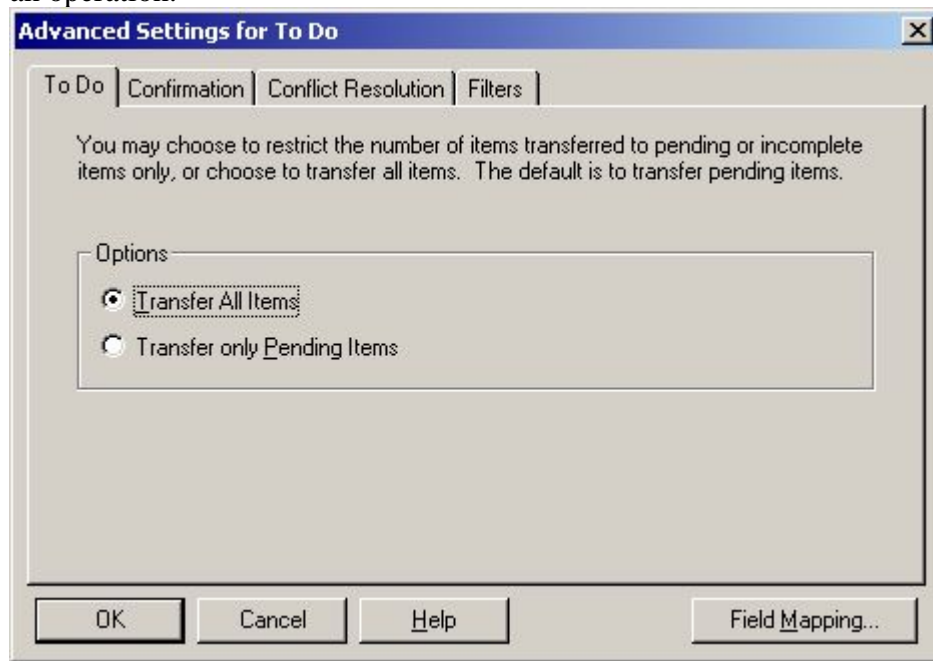 an operation.
Advanced Settings for To Do
To Do Confirmation Conflict Resolution Filters
You may choose to restrict the number of items transferred to pending or incomplete
items only, or choose to transfer all items. The default is to transfer pending items.
Options
Transfer All Items
Transfer only Pending Items
OK Cancel Help Field Mapping...